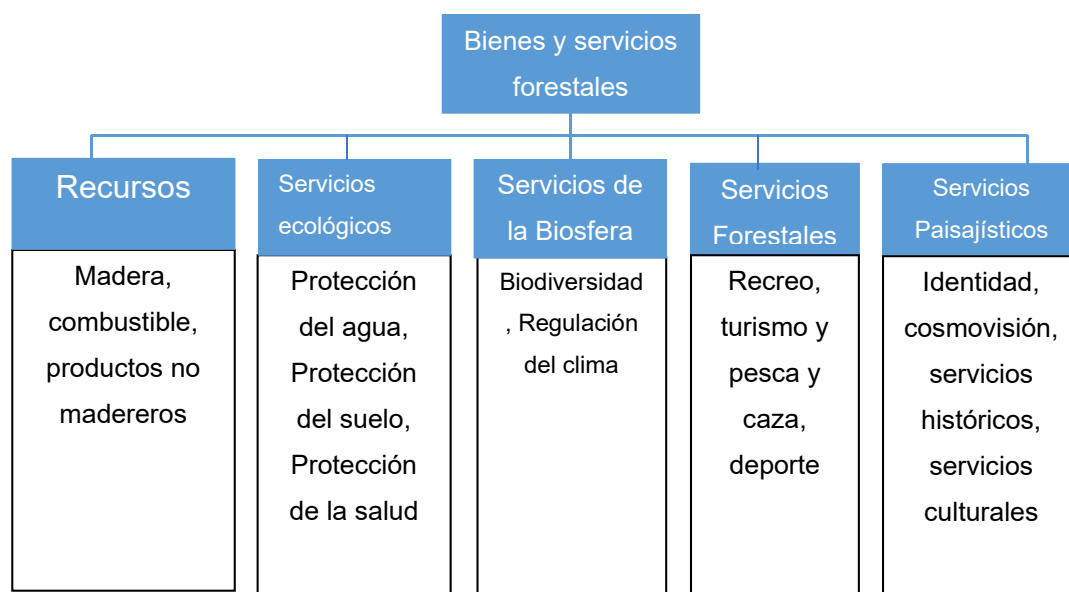 Bienes y servicios
forestales
Recursos
Madera,
combustible,
productos no
madereros
Servicios
ecológicos
Protección
del agua,
Protección
del suelo,
Protección
de la salud
Servicios de
la Biosfera
Biodiversidad
, Regulación
del clima
Servicios
Forestales
Recreo,
turismo y
pesca y
caza,
deporte
Servicios
Paisajísticos
Identidad,
cosmovisión,
servicios
históricos,
servicios
culturales